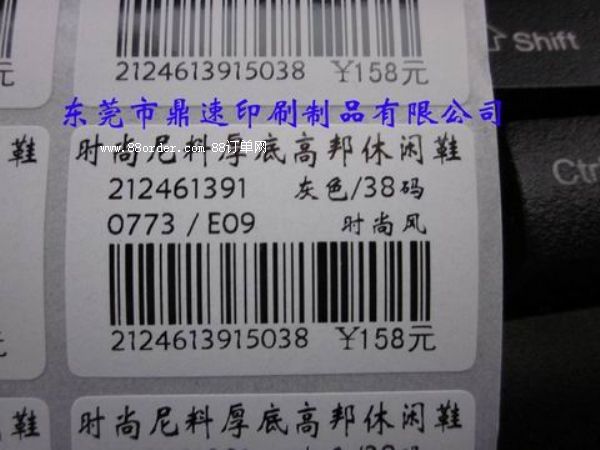 元
2124613915038 ¥158元
Shift
东莞市鼎速印刷制品有限公司
鞋
时尚尼料厚底高邦休闲鞋
www.88order.com 88订单网
Ctr
212461391 灰色/38码
0773 / E09 时尚风
2124613915038 ¥158元
元
鞋
时尚尼料厚底高邦休闲鞋